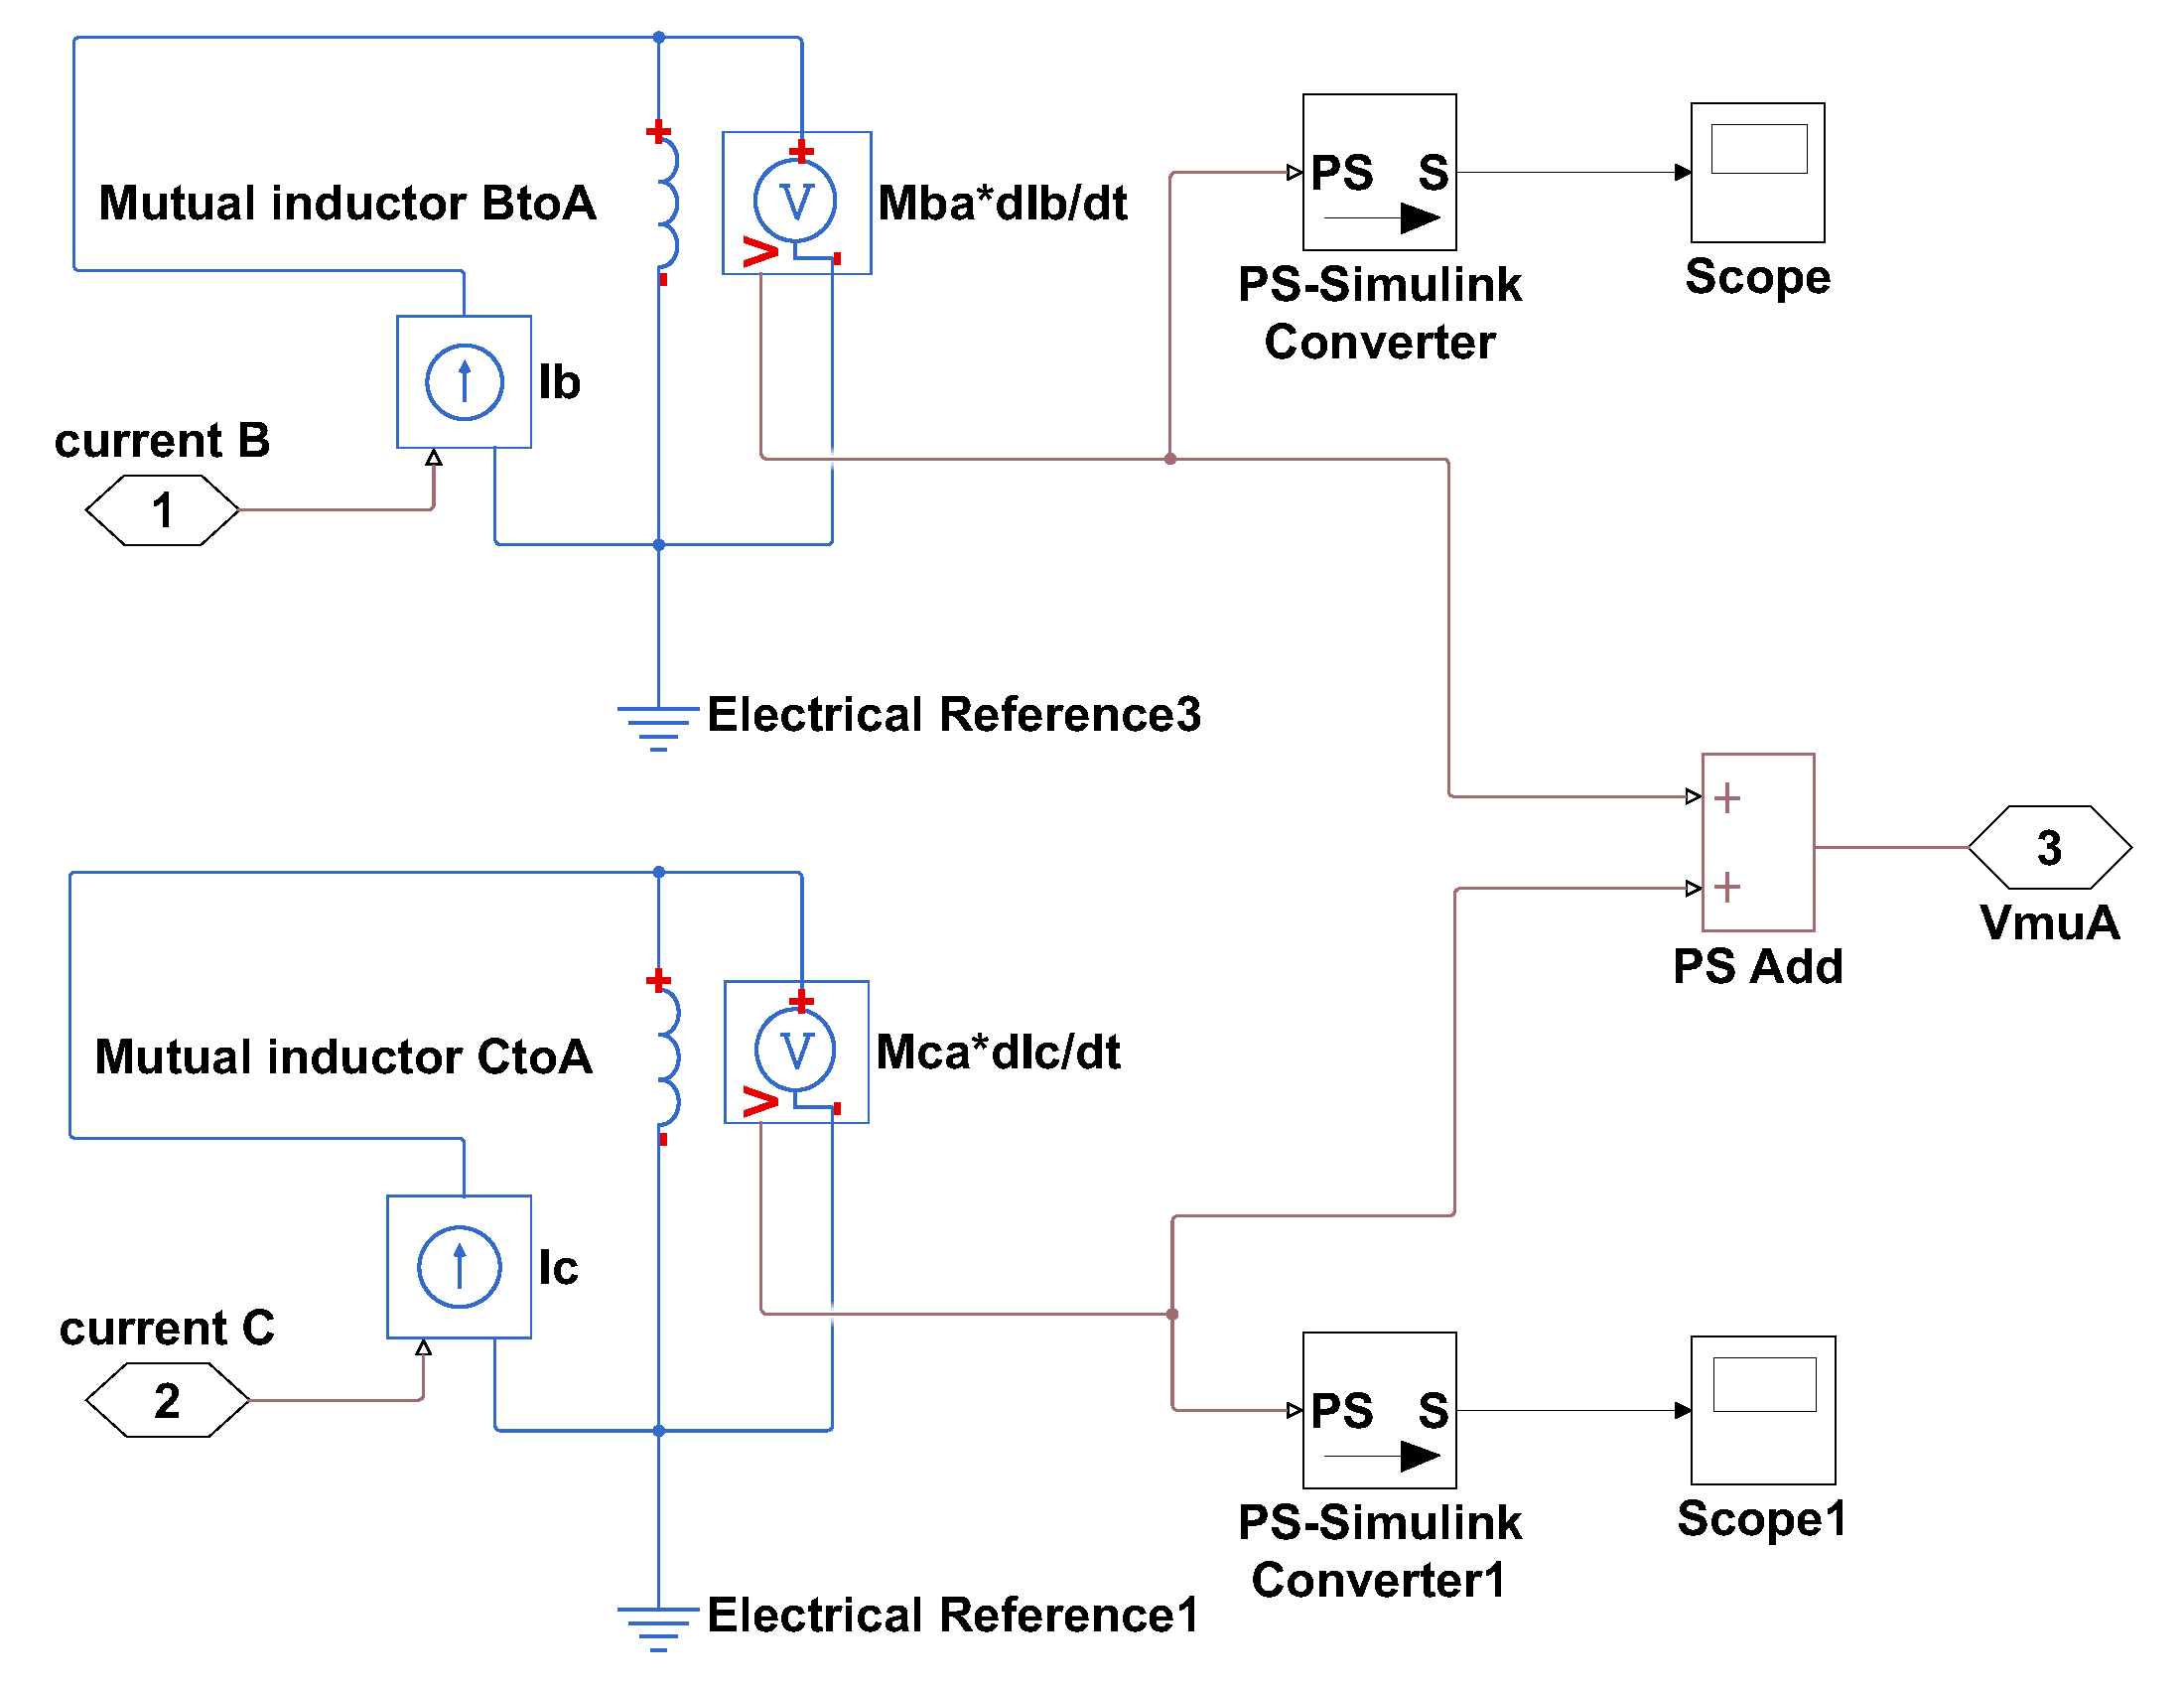 Mutual inductor BtoA
+
V
V
-
Mba*dIb/dt
PS S
PS-Simulink
Converter
Scope
Ib
current B
1
Electrical Reference3
+
+
PS Add
3
VmuA
Mutual inductor CtoA
+
V
V
-
Mca*dIc/dt
Ic
current C
2
PS S
PS-Simulink
Converter1
Scope1
Electrical Reference1